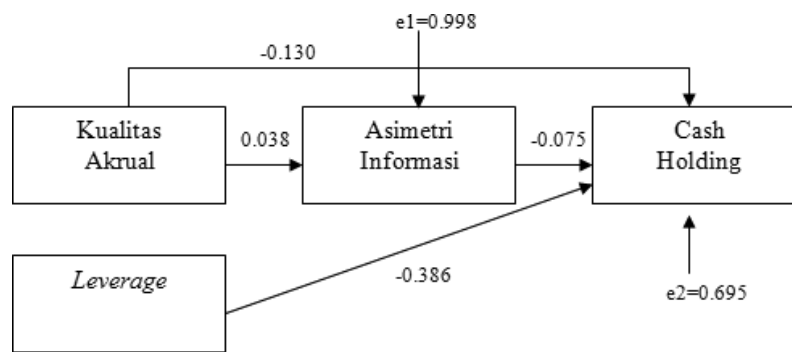 e1=0.998
-0.130
Kualitas
Akrual
0.038
Asimetri
Informasi
-0.075
Cash
Holding
Leverage
-0.386
e2=0.695